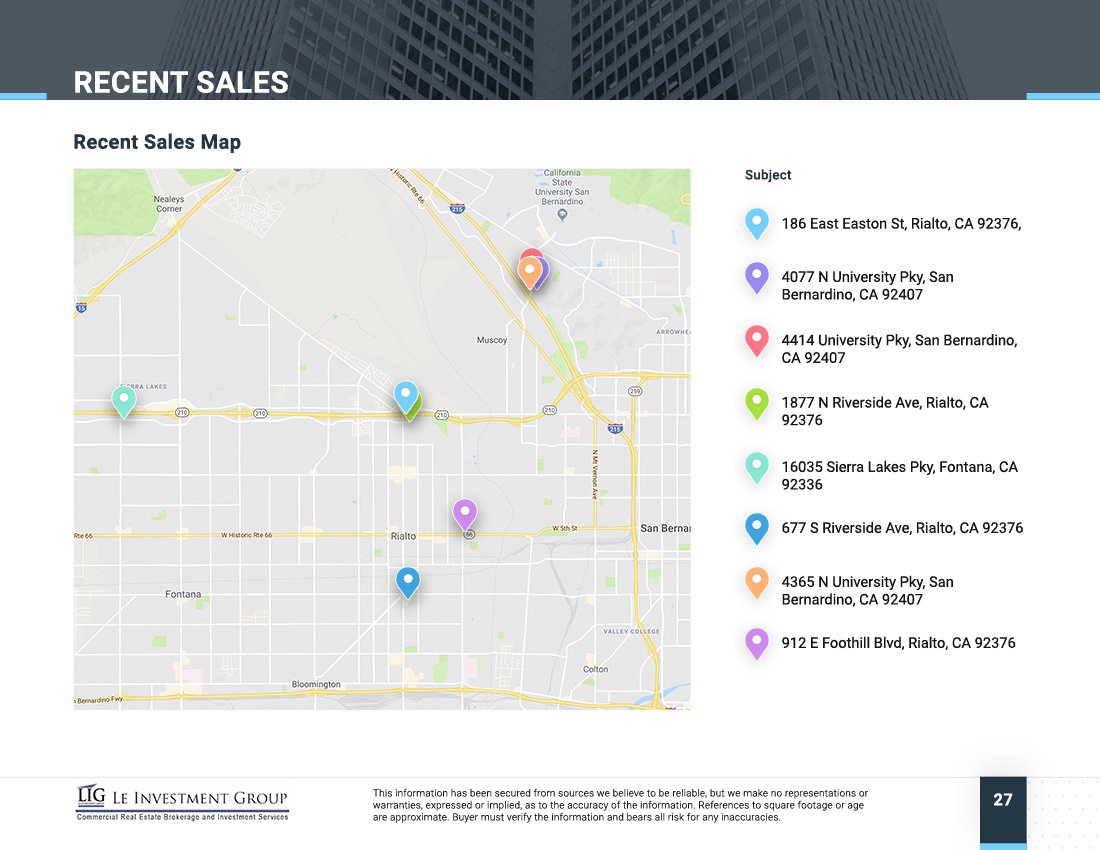 RECENT SALES
Recent Sales Map
Nealeys
Corner
Historic Rte 66
215
California
State
University San
Bernardino
15
Muscoy
ARROWHEA
SIERRA LAKES
210
210
210
210
259
215
N Mt Vernon Ave
Rte 66
W Historic Rte 66
Rialto
66
W 5th St
San Bernar
Fontana
VALLEY COLLEGE
Colton
Bloomington
n Bernardino Fwy
Subject
186 East Easton St, Rialto, CA 92376,
4077 N University Pky, San
Bernardino, CA 92407
4414 University Pky, San Bernardino,
CA 92407
1877 N Riverside Ave, Rialto, CA
92376
16035 Sierra Lakes Pky, Fontana, CA
92336
677 S Riverside Ave, Rialto, CA 92376
4365 N University Pky, San
Bernardino, CA 92407
912 E Foothill Blvd, Rialto, CA 92376
LIG LE INVESTMENT GROUP
Commercial Real Estate Brokerage and Investment Services
This information has been secured from sources we believe to be reliable, but we make no representations or
warranties, expressed or implied, as to the accuracy of the information. References to square footage or age
are approximate. Buyer must verify the information and bears all risk for any inaccuracies.
27